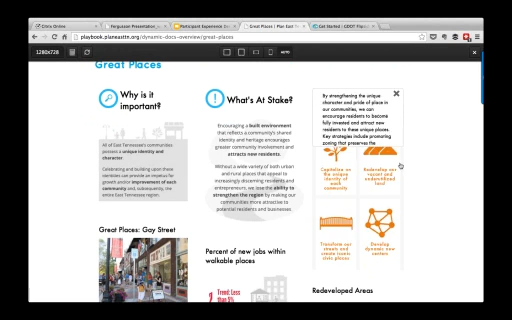 Citrix Online
Ferguson Presentation_
Participant Experience D
Great Places | Plan East T
Get Started | GDOT Flip
playbook.planeasttn.org/dynamic-docs-overview/great-places
1280x728
AUTO
Great Places
Why is it
important?
All of East Tennessee's communities
possess a unique identity and
character.
Celebrating and building upon these
identities can provide an impetus for
growth and/or improvement of each
community and, subsequently, the
entire East Tennessee region.
Great Places: Gay Street
What's At Stake?
Encouraging a built environment
that reflects a community's shared
identity and heritage encourages
greater community involvement and
attracts new residents.
Without a wide variety of both urban
and rural places that appeal to
increasingly discerning residents and
entrepreneurs, we lose the ability to
strengthen the region by making our
communities more attractive to
potential residents and businesses.
Percent of new jobs within
walkable places
Trend: Less
than 5%
By strengthening the unique
character and pride of place in
our communities, we can
encourage residents to become
fully invested and attract new
residents to these unique places.
Key strategies include promoting
zoning that preserves the
Capitalize on
the unique
identity of
each
community
Redevelop our
vacant and
underutilized
land
Transform our
streets and
create iconic
civic places
Develop
dynamic new
centers
Redeveloped Areas